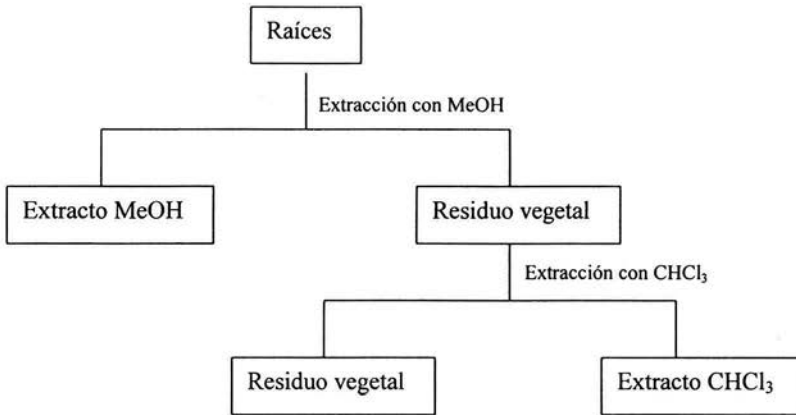 Raíces
Extracción con MeOH
Extracto MeOH
Residuo vegetal
Extracción con CHCl₃
Residuo vegetal
Extracto CHCl₃